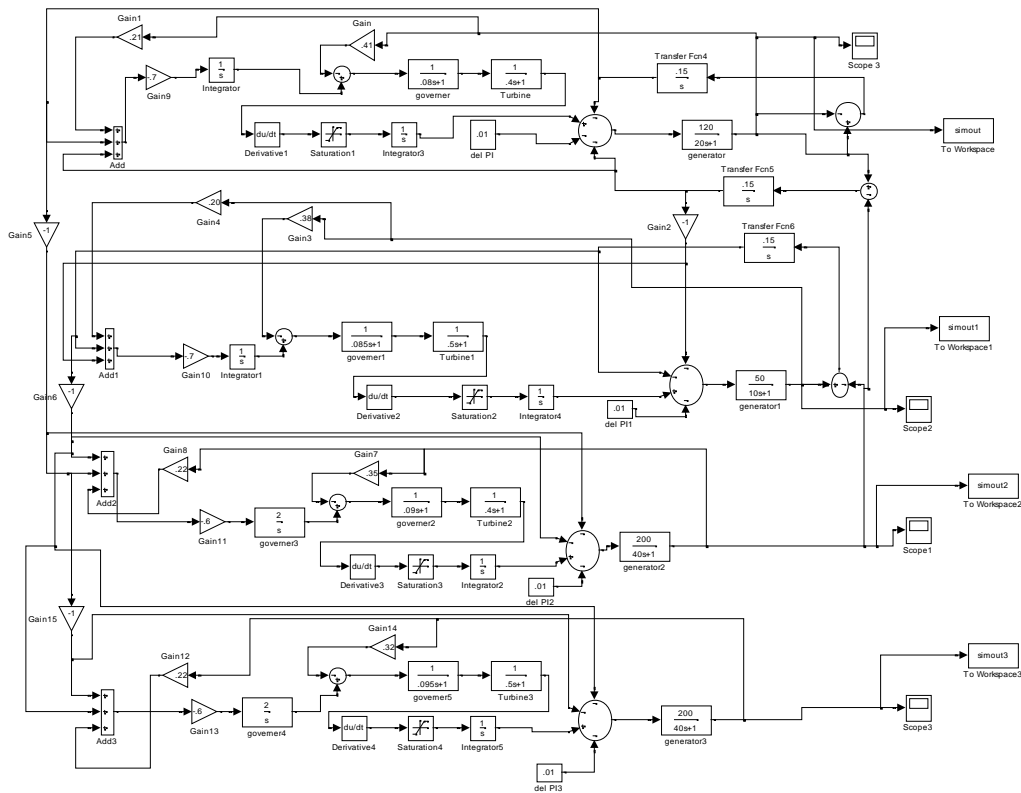 Gain1
.21
Gain
.41
Gain9
-.7
Integrator
1
s
governer
1
.08s+1
Turbine
1
.4s+1
Transfer Fcn4
.15
s
Scope 3
Add
du/dt
Derivative1
Saturation1
1
s
Integrator3
.01
del PI
120
20s+1
generator
simout
To Workspace
Transfer Fcn5
.15
s
.20
Gain4
.38
Gain3
Gain5
-1
Gain2
-1
Transfer Fcn6
.15
s
Add1
-.7
Gain10
1
s
Integrator1
1
.085s+1
governer1
1
.5s+1
Turbine1
simout1
To Workspace1
Gain6
-1
du/dt
Derivative2
Saturation2
1
s
Integrator4
.01
del PI1
50
10s+1
generator1
Scope2
Gain8
.22
Gain7
.35
Add2
-.6
Gain11
2
s
governer3
1
.09s+1
governer2
1
.4s+1
Turbine2
simout2
To Workspace2
du/dt
Derivative3
Saturation3
1
s
Integrator2
.01
del PI2
200
40s+1
generator2
Scope1
Gain15
-1
Gain12
.22
Gain14
.32
1
.095s+1
governer5
1
.5s+1
Turbine3
simout3
To Workspace3
Add3
-.6
Gain13
2
s
governer4
du/dt
Derivative4
Saturation4
1
s
Integrator5
.01
del PI3
200
40s+1
generator3
Scope3